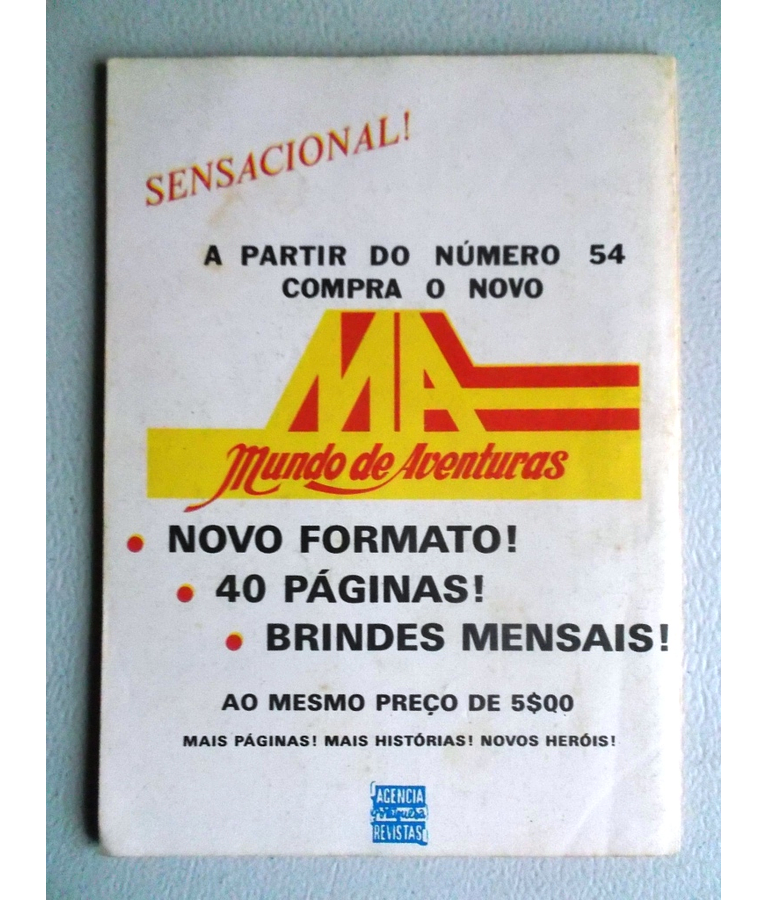 SENSACIONAL!
A PARTIR DO NÚMERO 54
COMPRA O NOVO
MA
Mundo de Aventuras
• NOVO FORMATO!
• 40 PÁGINAS!
• BRINDES MENSAIS!
AO MESMO PREÇO DE 5$00
MAIS PÁGINAS! MAIS HISTÓRIAS! NOVOS HERÓIS!
AGENCIA
REVISTAS